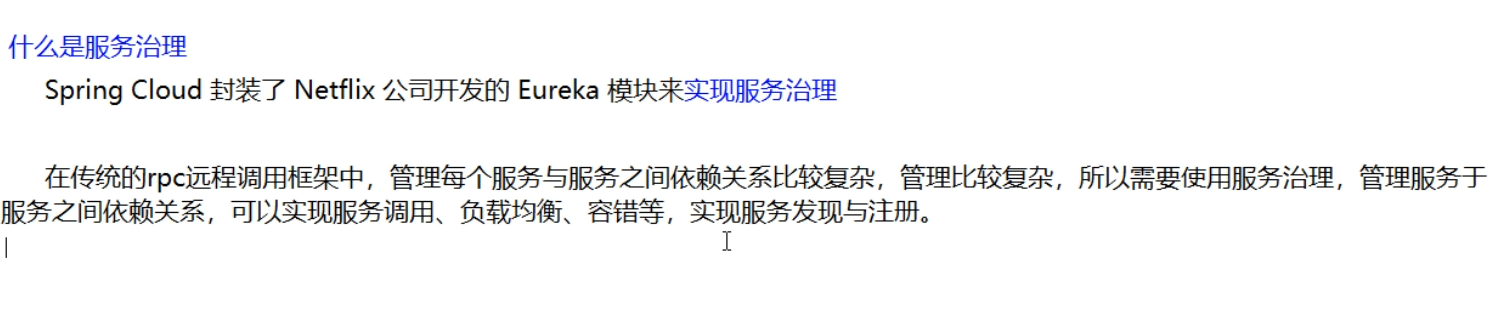 什么是服务治理
Spring Cloud 封装了 Netflix 公司开发的 Eureka 模块来实现服务治理
在传统的rpc远程调用框架中，管理每个服务与服务之间依赖关系比较复杂，管理比较复杂，所以需要使用服务治理，管理服务于
服务之间依赖关系，可以实现服务调用、负载均衡、容错等，实现服务发现与注册。